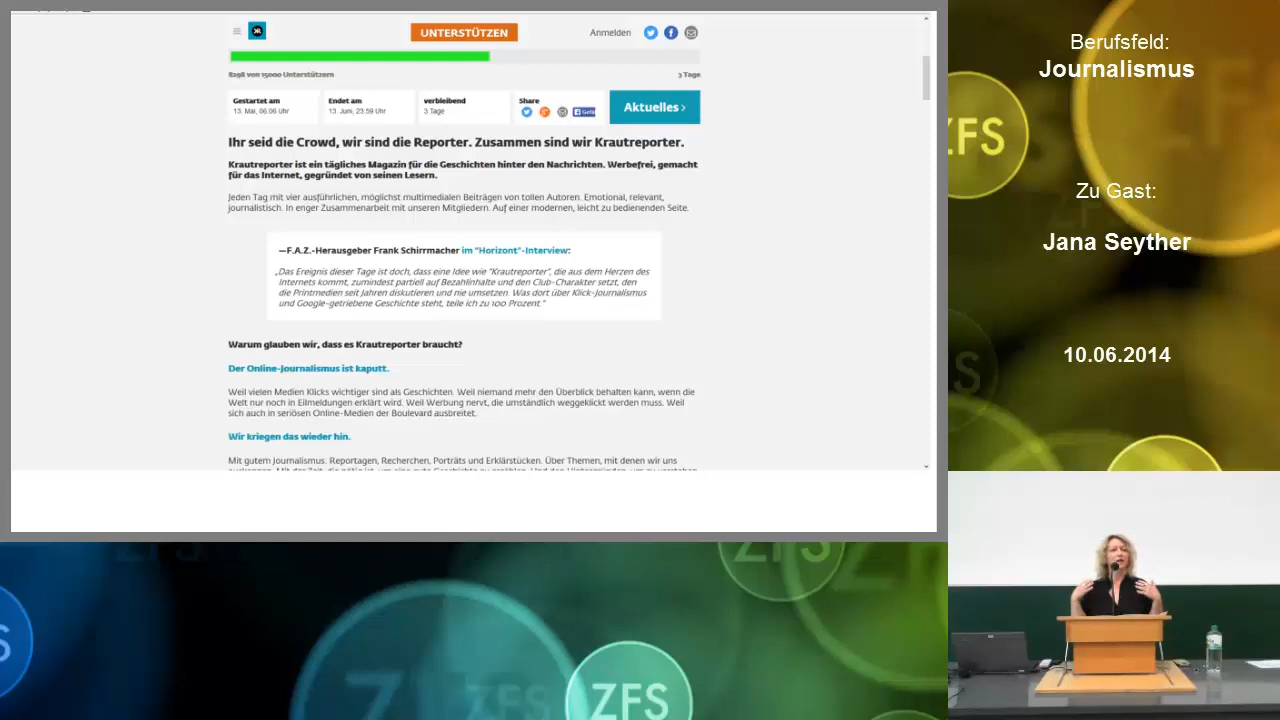 UNTERSTÜTZEN
Anmelden
8298 von 15000 Unterstützern
3 Tage
Gestartet am
13. Mai, 06:06 Uhr
Endet am
13. Juni, 23:59 Uhr
verbleibend
3 Tage
Share
Aktuelles ›
Ihr seid die Crowd, wir sind die Reporter. Zusammen sind wir Krautreporter.
Krautreporter ist ein tägliches Magazin für die Geschichten hinter den Nachrichten. Werbefrei, gemacht
für das Internet, gegründet von seinen Lesern.
Jeden Tag mit vier ausführlichen, möglichst multimedialen Beiträgen von tollen Autoren. Emotional, relevant,
journalistisch. In enger Zusammenarbeit mit unseren Mitgliedern. Auf einer modernen, leicht zu bedienenden Seite.
—F.A.Z.-Herausgeber Frank Schirrmacher im "Horizont"-Interview:
„Das Ereignis dieser Tage ist doch, dass eine Idee wie "Krautreporter", die aus dem Herzen des
Internets kommt, zumindest partiell auf Bezahlinhalte und den Club-Charakter setzt, den
die Printmedien seit Jahren diskutieren und nie umsetzen. Was dort über Klick-Journalismus
und Google-getriebene Geschichte steht, teile ich zu 100 Prozent."
Warum glauben wir, dass es Krautreporter braucht?
Der Online-Journalismus ist kaputt.
Weil vielen Medien Klicks wichtiger sind als Geschichten. Weil niemand mehr den Überblick behalten kann, wenn die
Welt nur noch in Eilmeldungen erklärt wird. Weil Werbung nervt, die umständlich weggeklickt werden muss. Weil
sich auch in seriösen Online-Medien der Boulevard ausbreitet.
Wir kriegen das wieder hin.
Mit gutem Journalismus. Reportagen, Recherchen, Porträts und Erklärstücken. Über Themen, mit denen wir uns
Berufsfeld:
Journalismus
Zu Gast:
Jana Seyther
10.06.2014
ZFS
ZFS
ZFS